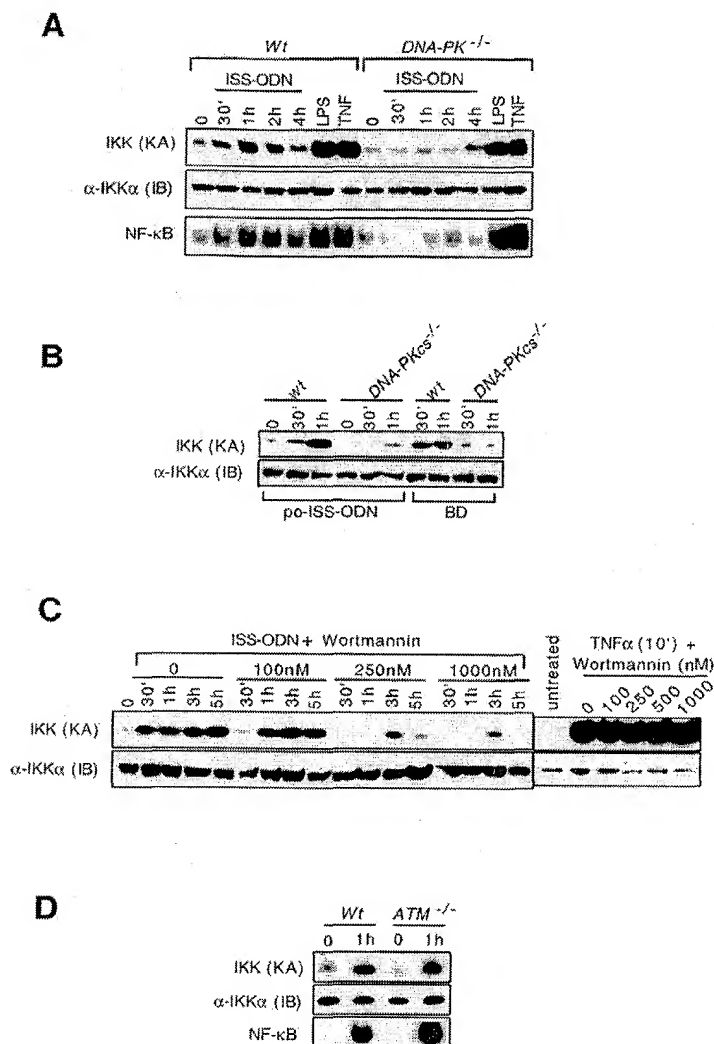 A
Wt DNA-PK -/-
ISS-ODN ISS-ODN
0 30' 1h 2h 4h LPS TNF 0 30' 1h 2h 4h LPS TNF
IKK (KA)
α-IKKα (IB)
NF-κB
B
wt DNA-PKcs-/- wt DNA-PKcs-/-
0 30' 1h 0 30' 1h 30' 1h 30' 1h
IKK (KA)
α-IKKα (IB)
po-ISS-ODN BD
C
ISS-ODN + Wortmannin
0 100nM 250nM 1000nM
0 30' 1h 3h 5h 30' 1h 3h 5h 30' 1h 3h 5h 30' 1h 3h 5h
untreated
TNFα (10') +
Wortmannin (nM)
0 100 250 500 1000
IKK (KA)
α-IKKα (IB)
D
Wt ATM -/-
0 1h 0 1h
IKK (KA)
α-IKKα (IB)
NF-κB